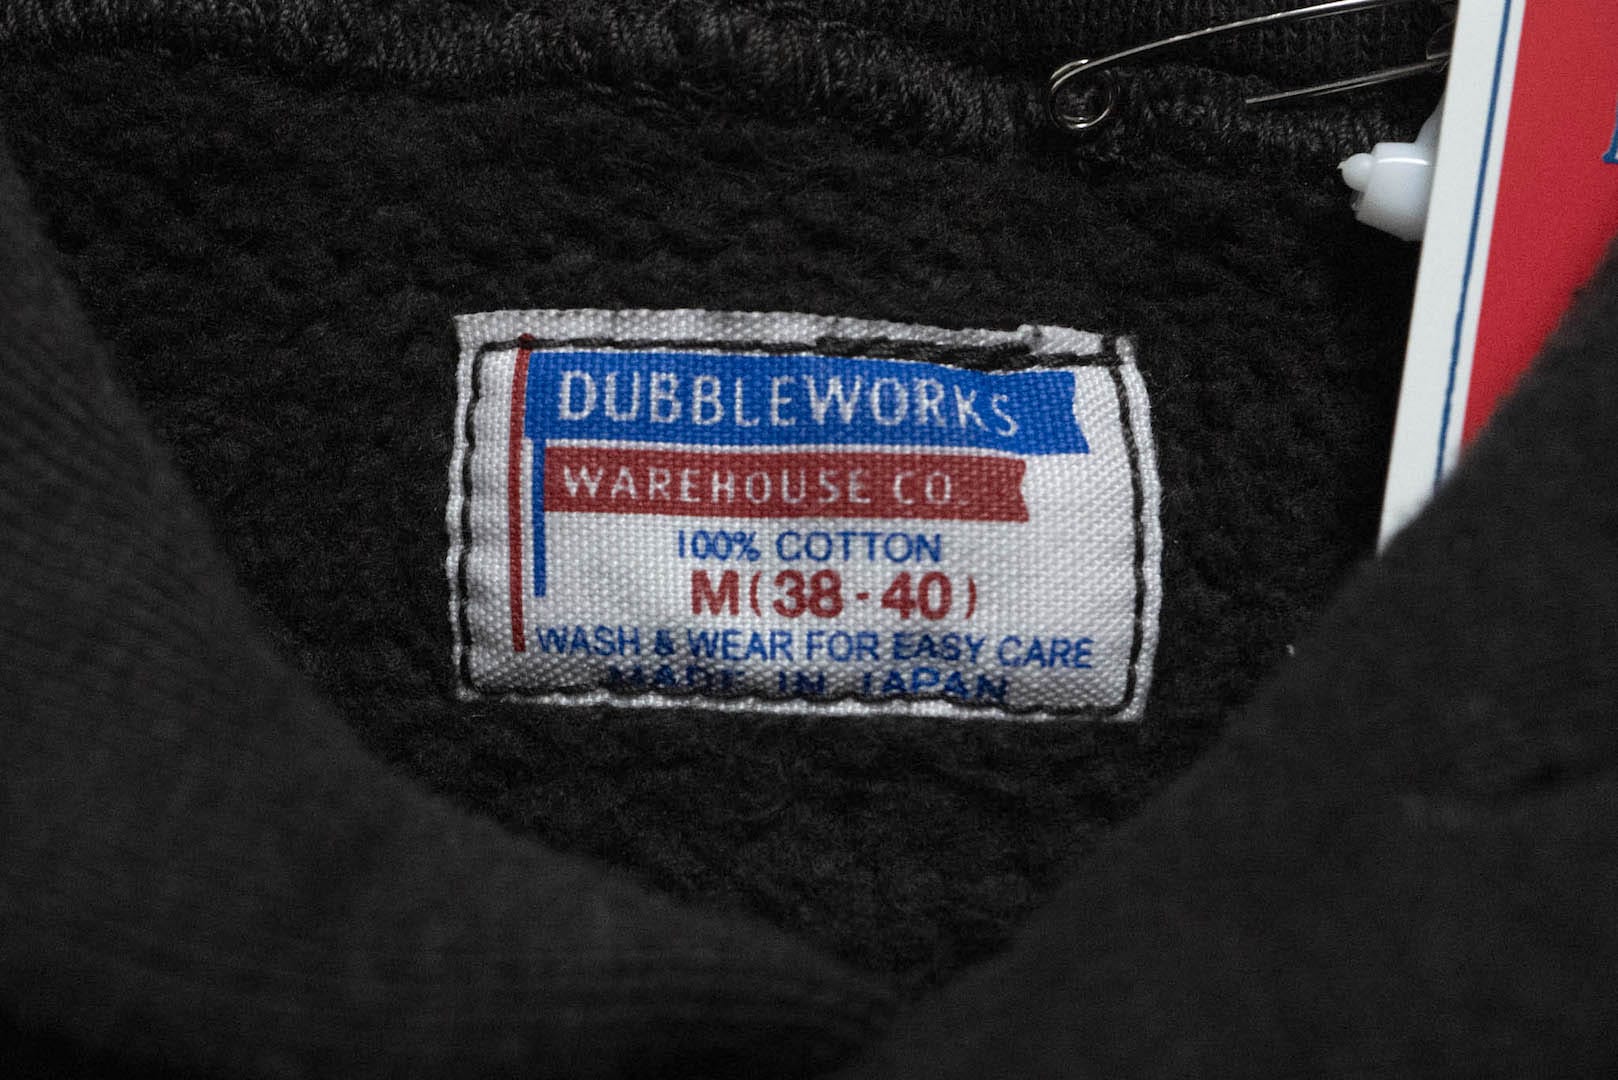 DUBBLEWORKS
WAREHOUSE CO.
100% COTTON
M(38-40)
WASH & WEAR FOR EASY CARE
MADE IN JAPAN